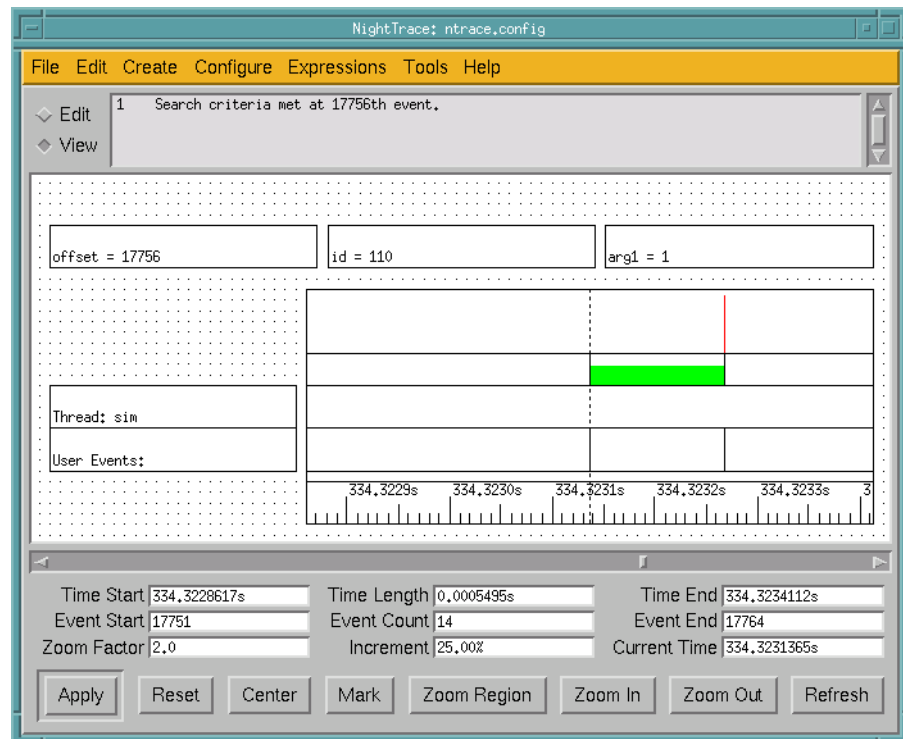 NightTrace: ntrace.config
File Edit Create Configure Expressions Tools Help
Edit
View
1 Search criteria met at 17756th event.
offset = 17756
id = 110
arg1 = 1
Thread: sim
User Events:
334.3229s 334.3230s 334.3231s 334.3232s 334.3233s 3
Time Start 334.3228617s Time Length 0.0005495s Time End 334.3234112s
Event Start 17751 Event Count 14 Event End 17764
Zoom Factor 2.0 Increment 25.00% Current Time 334.3231365s
Apply Reset Center Mark Zoom Region Zoom In Zoom Out Refresh